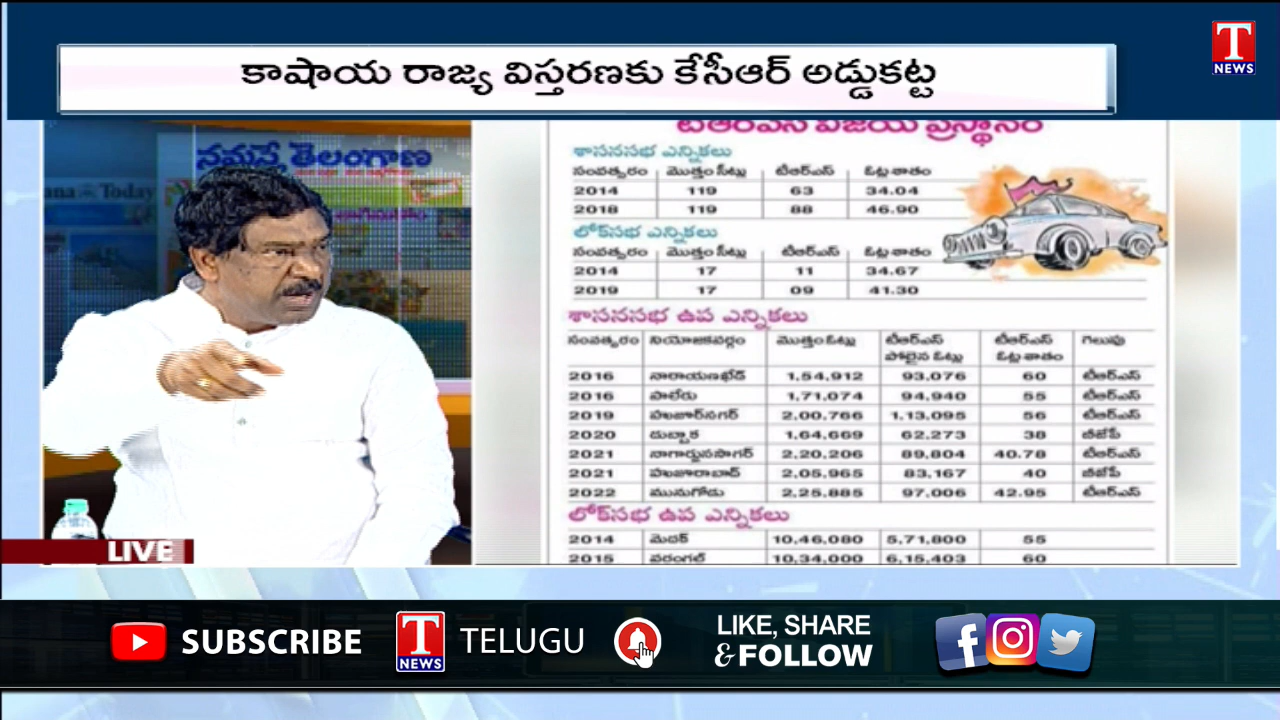 కాషాయ రాజ్య విస్తరణకు కేసీఆర్ అడ్డుకట్ట
T
NEWS
టీఆర్ఎస్ విజయ ప్రస్థానం
నమస్తే తెలంగాణ
ana Today
శాసనసభ ఎన్నికలు
సంవత్సరం మొత్తం సీట్లు టీఆర్ఎస్ ఓట్ల శాతం
2014 119 63 34.04
2018 119 88 46.90
లోక్‌సభ ఎన్నికలు
సంవత్సరం మొత్తం సీట్లు టీఆర్ఎస్ ఓట్ల శాతం
2014 17 11 34.67
2019 17 09 41.30
శాసనసభ ఉప ఎన్నికలు
సంవత్సరం నియోజకవర్గం మొత్తం ఓట్లు టీఆర్ఎస్ పోలైన ఓట్లు టీఆర్ఎస్ ఓట్ల శాతం గెలుపు
2016 నారాయణఖేడ్ 1,54,912 93,076 60 టీఆర్ఎస్
2016 పాలేరు 1,71,074 94,940 55 టీఆర్ఎస్
2019 హుజూర్‌నగర్ 2,00,766 1,13,095 56 టీఆర్ఎస్
2020 దుబ్బాక 1,64,669 62,273 38 బీజేపీ
2021 నాగార్జునసాగర్ 2,20,206 89,804 40.78 టీఆర్ఎస్
2021 హుజూరాబాద్ 2,05,965 83,167 40 బీజేపీ
2022 మునుగోడు 2,25,885 97,006 42.95 టీఆర్ఎస్
లోక్‌సభ ఉప ఎన్నికలు
2014 మెదక్ 10,46,080 5,71,800 55
2015 వరంగల్ 10,34,000 6,15,403 60
LIVE
SUBSCRIBE
T
NEWS
TELUGU
LIKE, SHARE
& FOLLOW